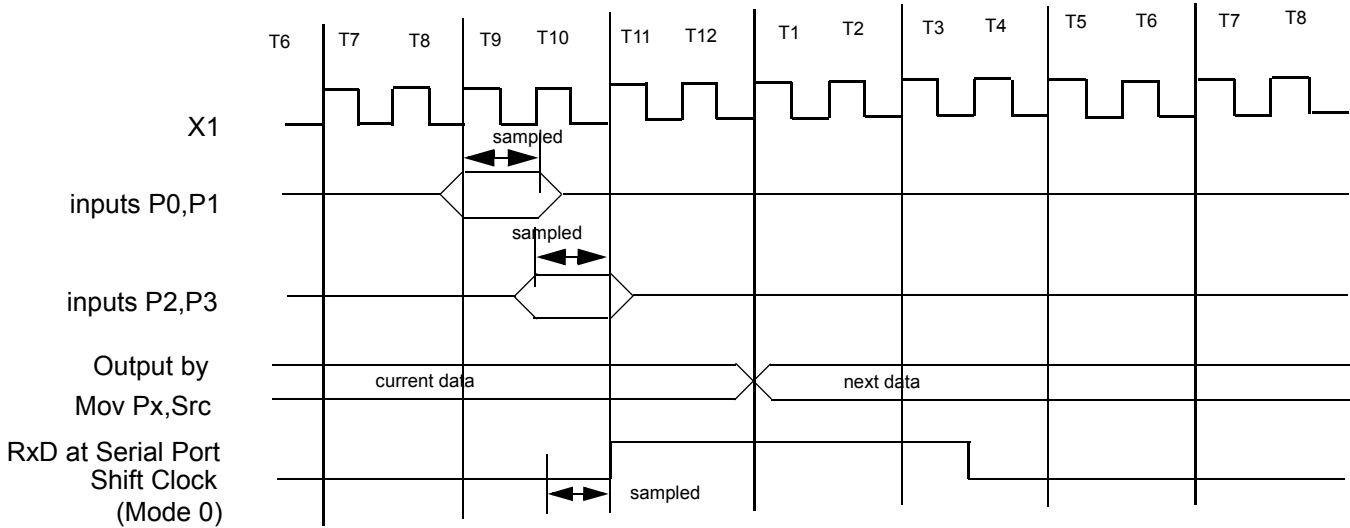 T6 T7 T8 T9 T10 T11 T12 T1 T2 T3 T4 T5 T6 T7 T8
X1
sampled
inputs P0,P1
sampled
inputs P2,P3
Output by
current data next data
Mov Px,Src
RxD at Serial Port
Shift Clock
sampled
(Mode 0)